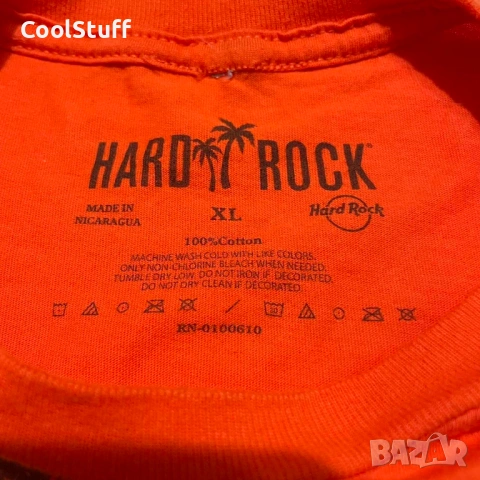 CoolStuff
HARD ROCK
MADE IN
NICARAGUA
XL
Hard Rock
100%Cotton
MACHINE WASH COLD WITH LIKE COLORS.
ONLY NON-CHLORINE BLEACH WHEN NEEDED.
TUMBLE DRY LOW. DO NOT IRON IF DECORATED.
DO NOT DRY CLEAN IF DECORATED.
RN-0100610
BAZAR